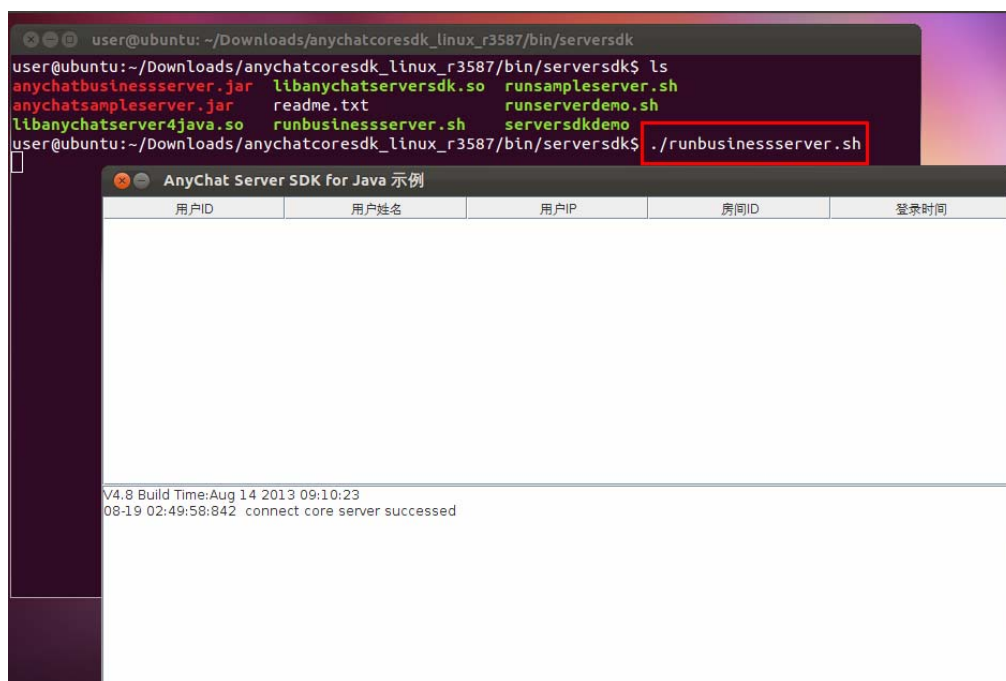 user@ubuntu: ~/Downloads/anychatcoresdk_linux_r3587/bin/serversdk
user@ubuntu:~/Downloads/anychatcoresdk_linux_r3587/bin/serversdk$ ls
anychatbusinessserver.jar libanychatserversdk.so runsampleserver.sh
anychatsampleserver.jar readme.txt runserverdemo.sh
libanychatserver4java.so runbusinessserver.sh serversdkdemo
user@ubuntu:~/Downloads/anychatcoresdk_linux_r3587/bin/serversdk$ ./runbusinessserver.sh
AnyChat Server SDK for Java 示例
用户ID 用户姓名 用户IP 房间ID 登录时间
V4.8 Build Time:Aug 14 2013 09:10:23
08-19 02:49:58:842 connect core server successed